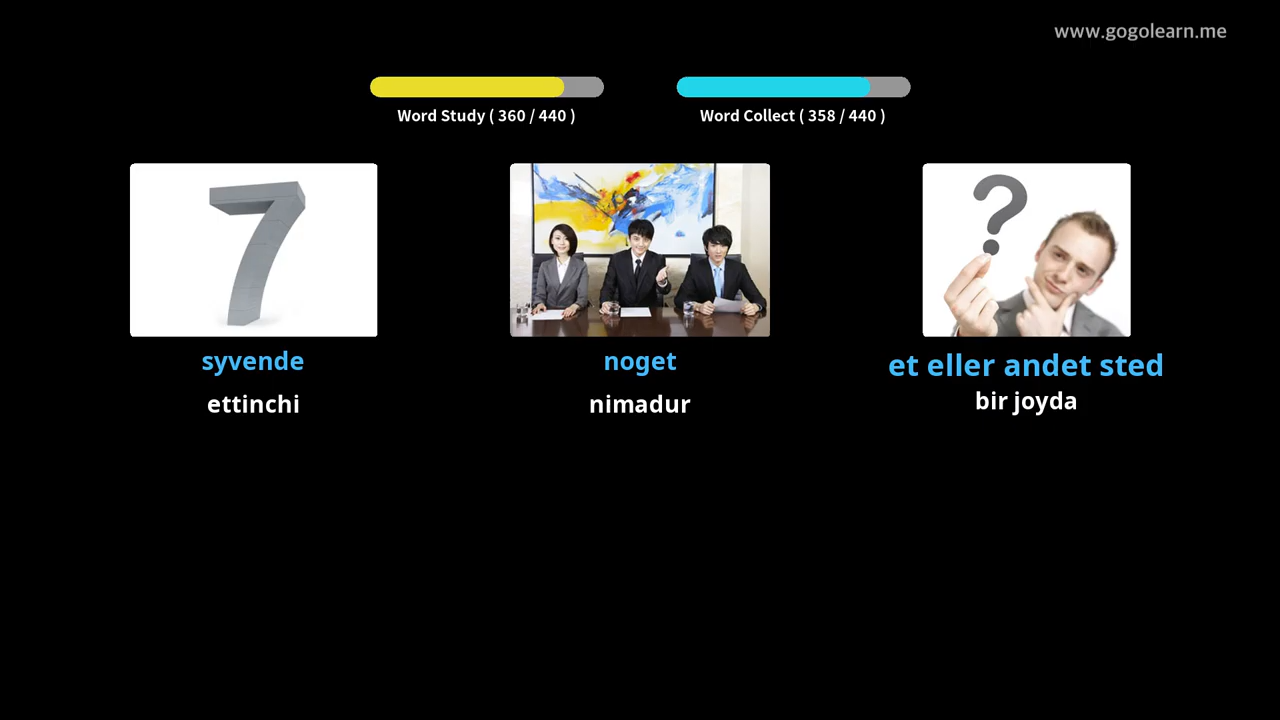 www.gogolearn.me
Word Study ( 360 / 440 )
Word Collect ( 358 / 440 )
syvende
ettinchi
noget
nimadur
et eller andet sted
bir joyda